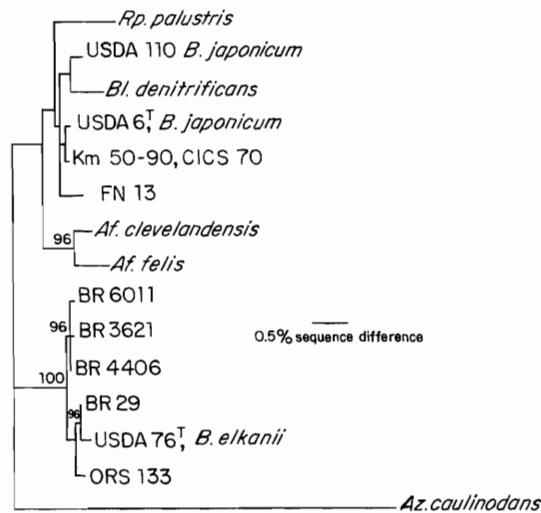 Rp. palustris
USDA 110 B. japonicum
Bl. denitrificans
USDA 6,T B. japonicum
Km 50-90, CICS 70
FN 13
96
Af. clevelandensis
Af. felis
BR 6011
96
BR 3621
0.5% sequence difference
BR 4406
100
BR 29
96
USDA 76T, B. elkanii
ORS 133
Az. caulinodans